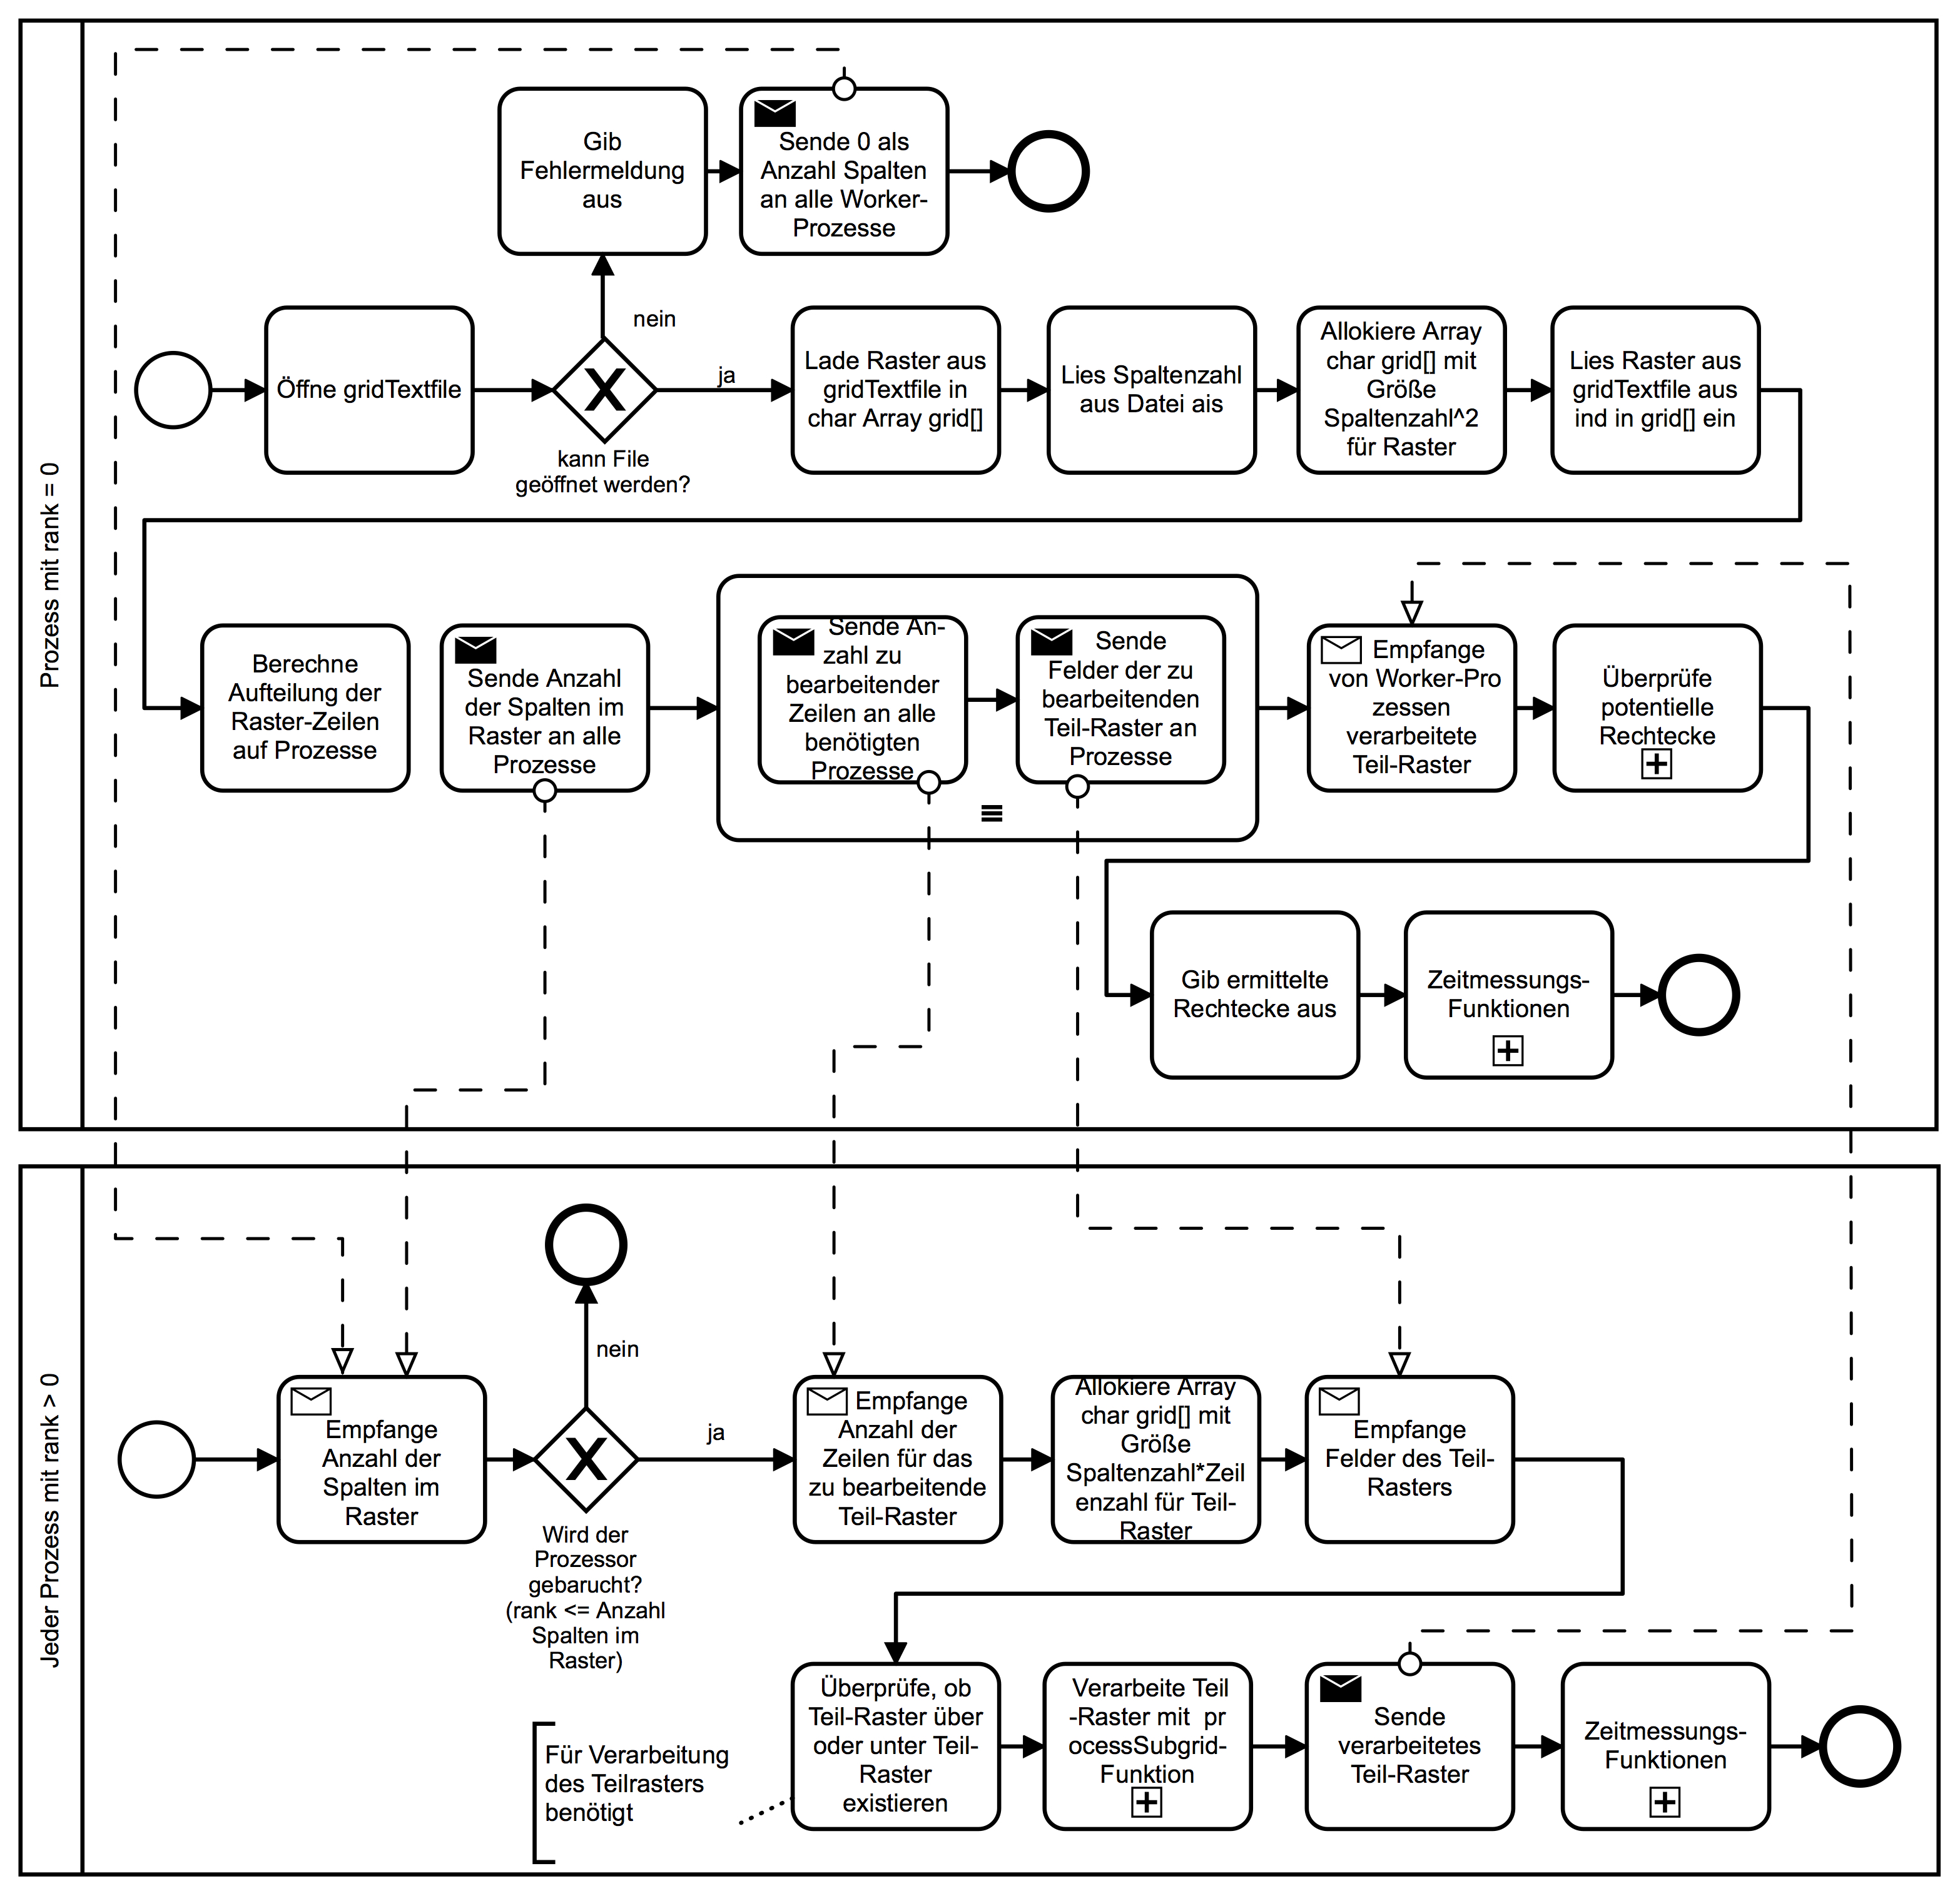 Prozess mit rank = 0
Gib
Fehlermeldung
aus
Sende 0 als
Anzahl Spalten
an alle Worker-
Prozesse
nein
Öffne gridTextfile
kann File
geöffnet werden?
ja
Lade Raster aus
gridTextfile in
char Array grid[]
Lies Spaltenzahl
aus Datei ais
Allokiere Array
char grid[] mit
Größe
Spaltenzahl^2
für Raster
Lies Raster aus
gridTextfile aus
ind in grid[] ein
Berechne
Aufteilung der
Raster-Zeilen
auf Prozesse
Sende Anzahl
der Spalten im
Raster an alle
Prozesse
Sende An-
zahl zu
bearbeitender
Zeilen an alle
benötigten
Prozesse
Sende
Felder der zu
bearbeitenden
Teil-Raster an
Prozesse
Empfange
von Worker-Pro
zessen
verarbeitete
Teil-Raster
Überprüfe
potentielle
Rechtecke
Gib ermittelte
Rechtecke aus
Zeitmessungs-
Funktionen
Jeder Prozess mit rank > 0
Empfange
Anzahl der
Spalten im
Raster
nein
Wird der
Prozessor
gebarucht?
(rank <= Anzahl
Spalten im
Raster)
ja
Empfange
Anzahl der
Zeilen für das
zu bearbeitende
Teil-Raster
Allokiere Array
char grid[] mit
Größe
Spaltenzahl*Zeil
enzahl für Teil-
Raster
Empfange
Felder des Teil-
Rasters
Für Verarbeitung
des Teilrasters
benötigt
Überprüfe, ob
Teil-Raster über
oder unter Teil-
Raster
existieren
Verarbeite Teil
-Raster mit pr
ocessSubgrid-
Funktion
Sende
verarbeitetes
Teil-Raster
Zeitmessungs-
Funktionen